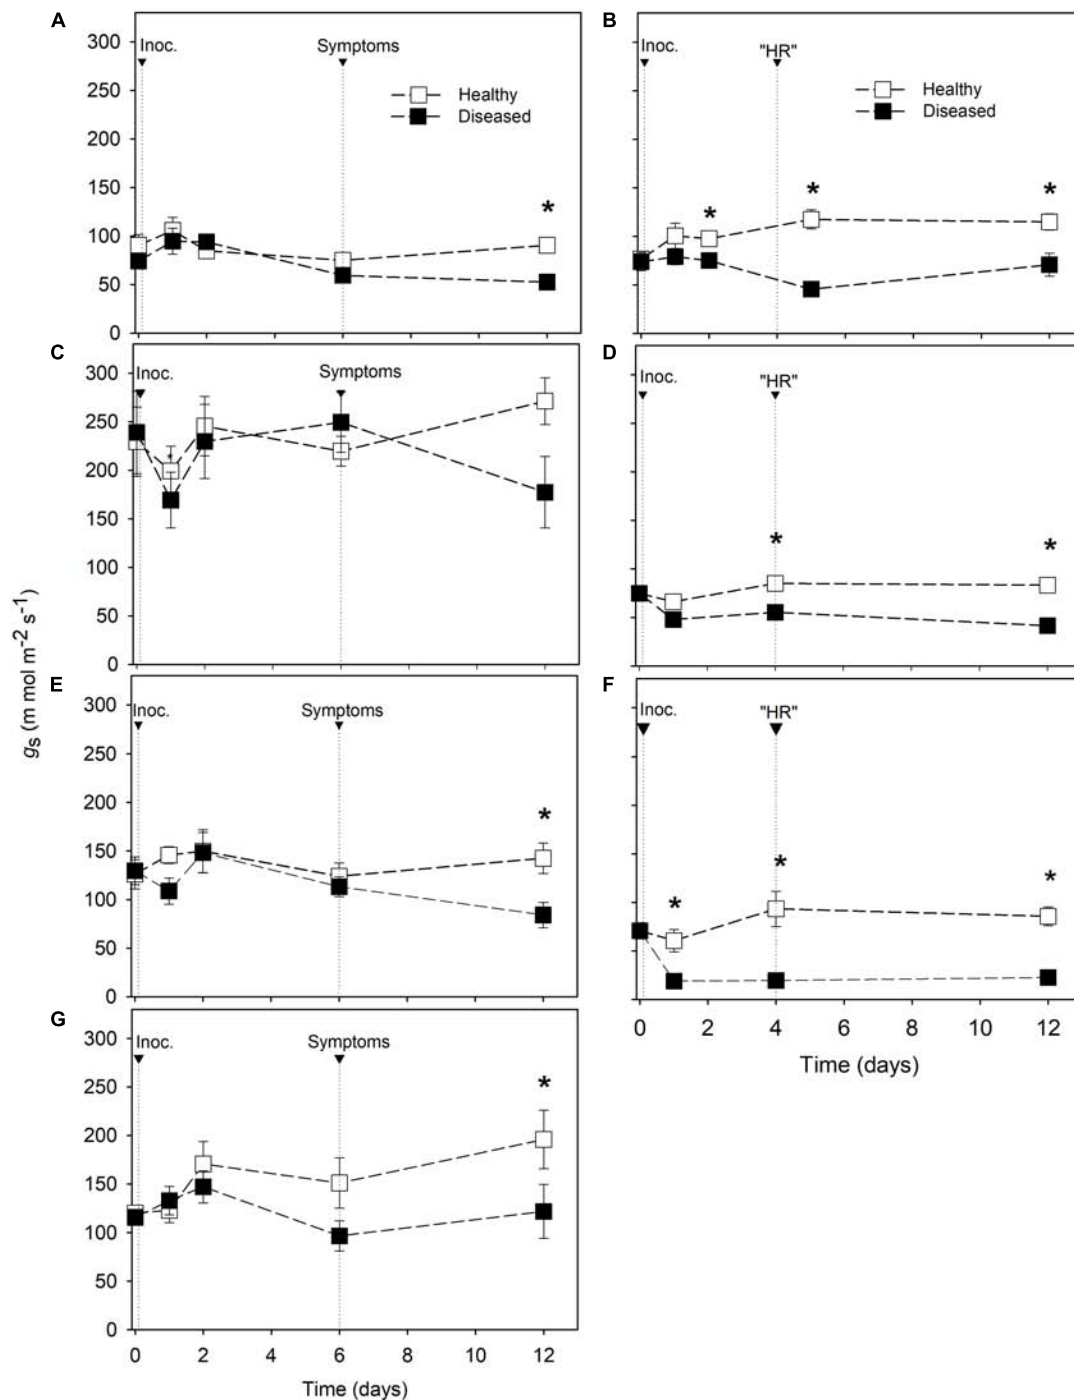 A
B
300
250
200
150
100
50
0
Inoc.
Symptoms
Healthy
Diseased
*
Inoc.
"HR"
Healthy
Diseased
* * *
C
D
300
250
200
150
100
50
0
Inoc.
Symptoms
*
Inoc.
"HR"
* *
gs (m mol m-2 s-1)
E
F
300
250
200
150
100
50
0
Inoc.
Symptoms
*
Inoc.
"HR"
* * *
0 2 4 6 8 10 12
Time (days)
G
300
250
200
150
100
50
0
Inoc.
Symptoms
*
0 2 4 6 8 10 12
Time (days)